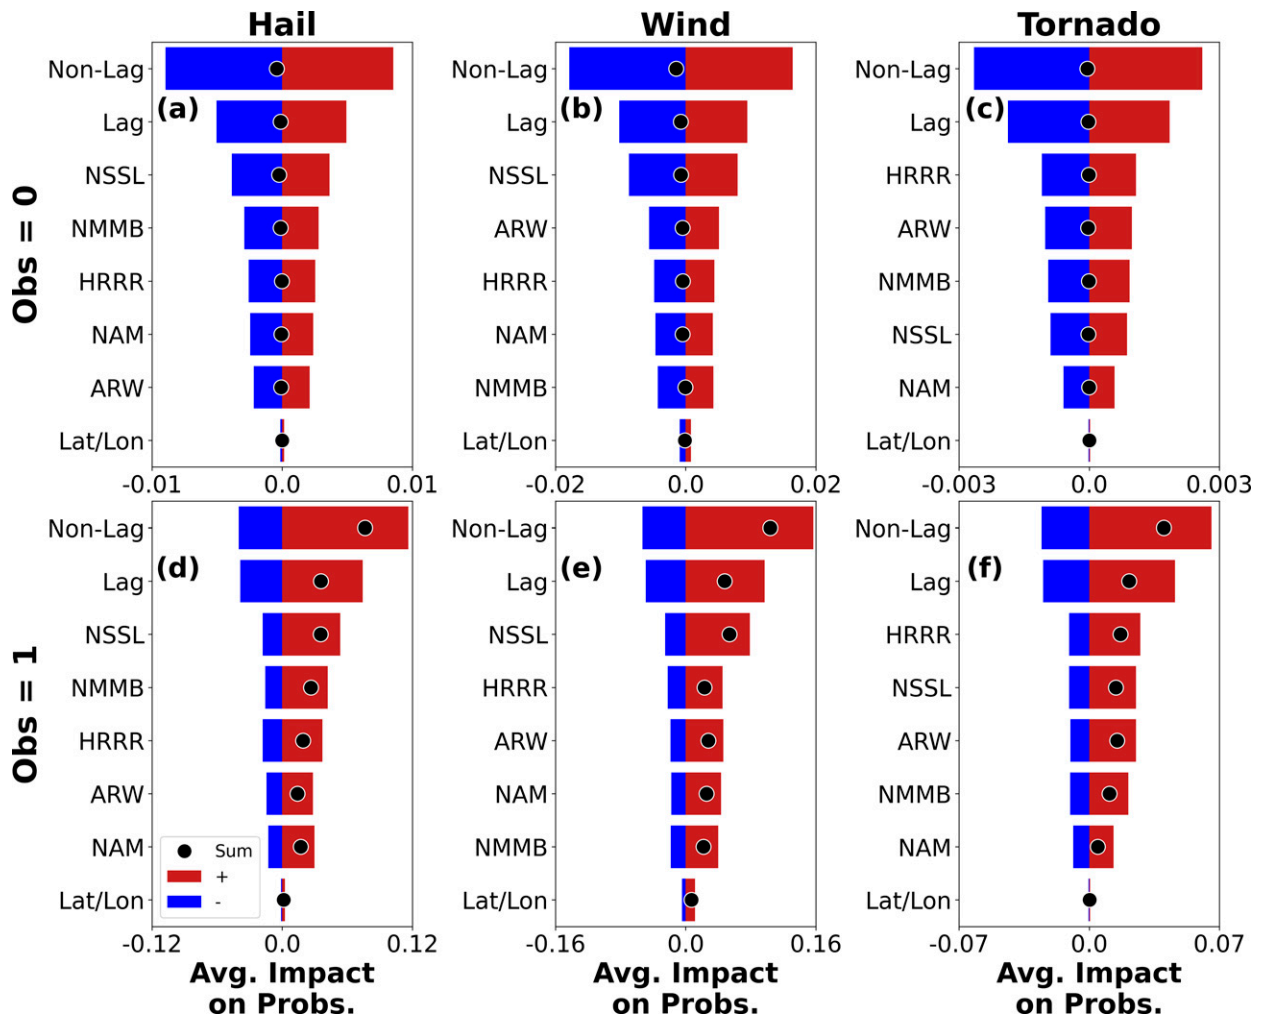 Hail
Wind
Tornado
Obs = 0
(a)
Non-Lag
Lag
NSSL
NMMB
HRRR
NAM
ARW
Lat/Lon
-0.01
0.0
0.01
(b)
Non-Lag
Lag
NSSL
ARW
HRRR
NAM
NMMB
Lat/Lon
-0.02
0.0
0.02
(c)
Non-Lag
Lag
HRRR
ARW
NMMB
NSSL
NAM
Lat/Lon
-0.003
0.0
0.003
Obs = 1
(d)
Non-Lag
Lag
NSSL
NMMB
HRRR
ARW
NAM
Lat/Lon
Sum
+
-
-0.12
0.0
0.12
Avg. Impact
on Probs.
(e)
Non-Lag
Lag
NSSL
HRRR
ARW
NAM
NMMB
Lat/Lon
-0.16
0.0
0.16
Avg. Impact
on Probs.
(f)
Non-Lag
Lag
HRRR
NSSL
ARW
NMMB
NAM
Lat/Lon
-0.07
0.0
0.07
Avg. Impact
on Probs.